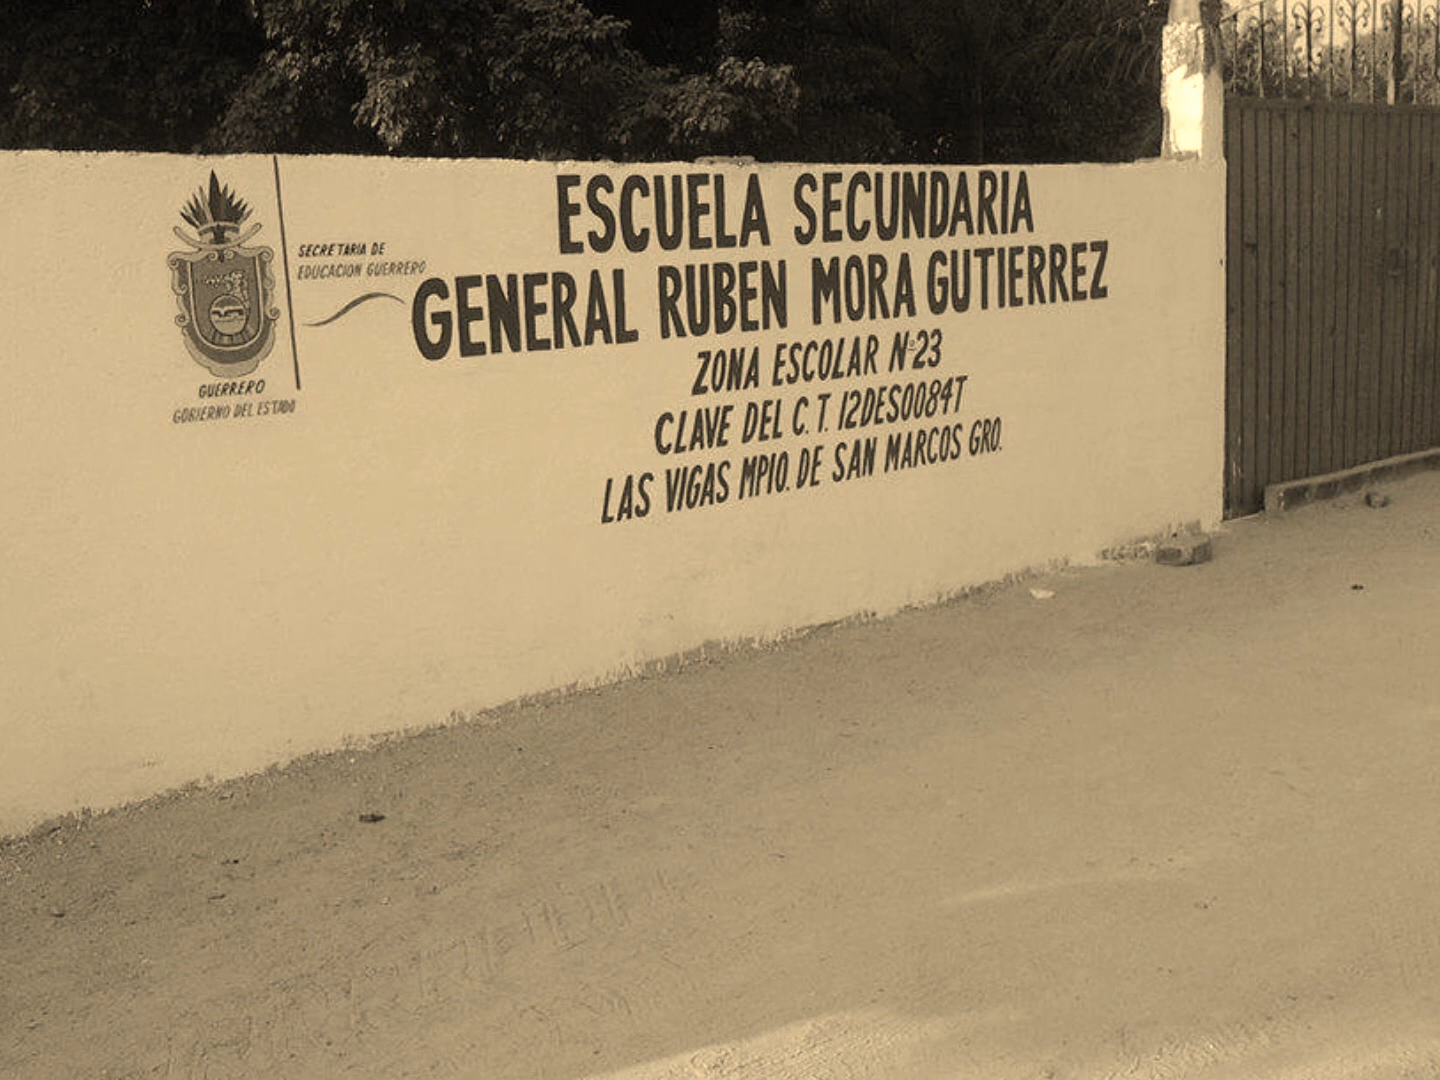 ESCUELA SECUNDARIA
GENERAL RUBEN MORA GUTIERREZ
ZONA ESCOLAR Nº23
CLAVE DEL C.T. 12DES0084T
LAS VIGAS MPIO. DE SAN MARCOS GRO.
SECRETARIA DE
EDUCACION GUERRERO
GUERRERO
GOBIERNO DEL ESTADO